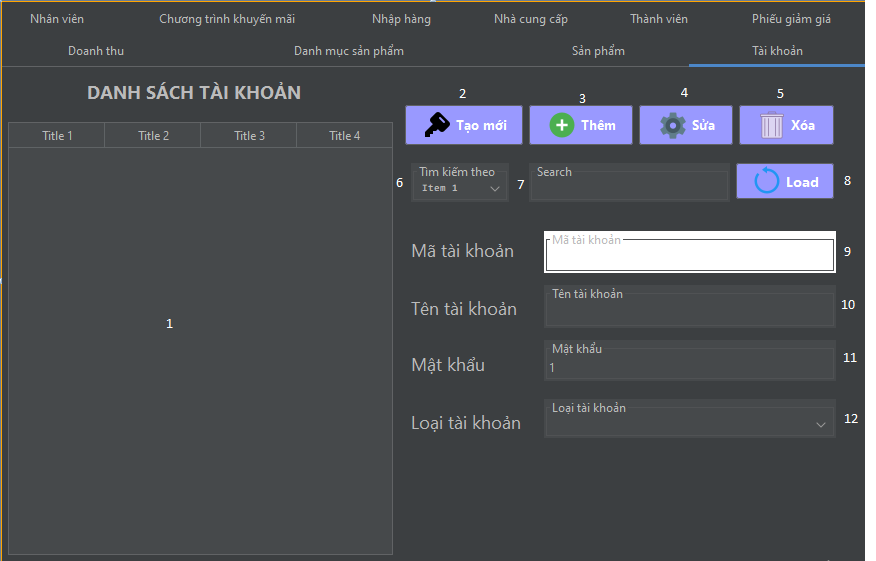 Nhân viên Chương trình khuyến mãi Nhập hàng Nhà cung cấp Thành viên Phiếu giảm giá
Doanh thu Danh mục sản phẩm Sản phẩm Tài khoản
DANH SÁCH TÀI KHOẢN
2 3 4 5
Tạo mới Thêm Sửa Xóa
Title 1 Title 2 Title 3 Title 4
6 Tìm kiếm theo
Item 1
7 Search
Load 8
Mã tài khoản Mã tài khoản 9
Tên tài khoản Tên tài khoản 10
1
Mật khẩu Mật khẩu 11
1
Loại tài khoản Loại tài khoản 12